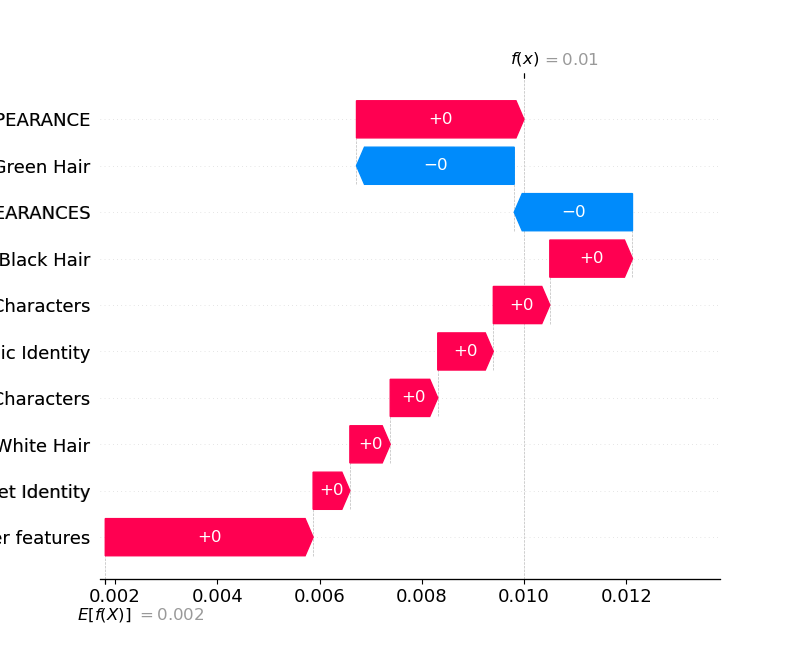 f(x) = 0.01
PEARANCE
+0
Green Hair
−0
EARANCES
−0
Black Hair
+0
Characters
+0
ic Identity
+0
Characters
+0
White Hair
+0
et Identity
+0
er features
+0
0.002 0.004 0.006 0.008 0.010 0.012
E[f(X)] = 0.002